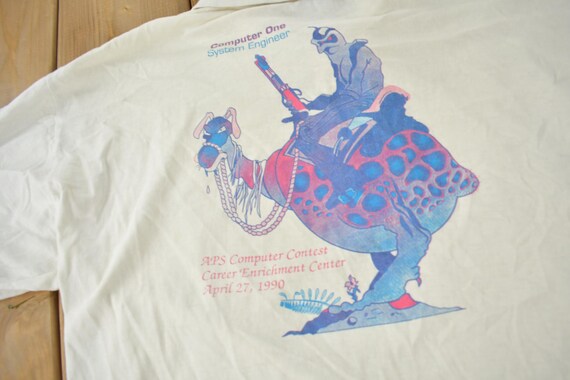 Computer One
System Engineer
APS Computer Contest
Career Enrichment Center
April 27, 1990